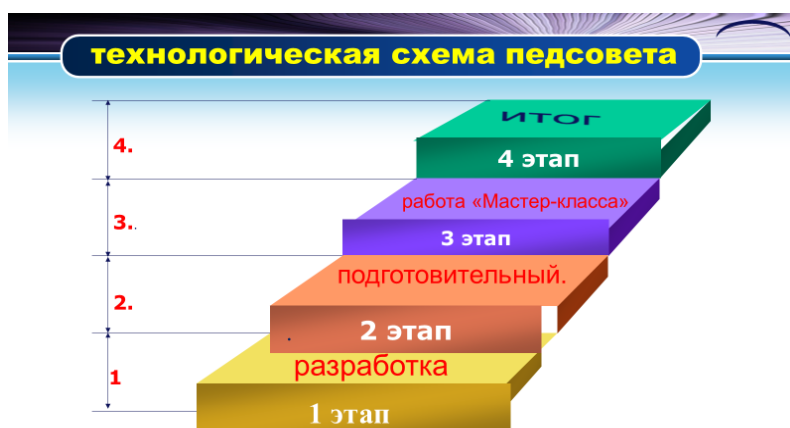 технологическая схема педсовета
итог
4.
4 этап
работа «Мастер-класса»
3.
3 этап
подготовительный.
2.
2 этап
разработка
1
1 этап